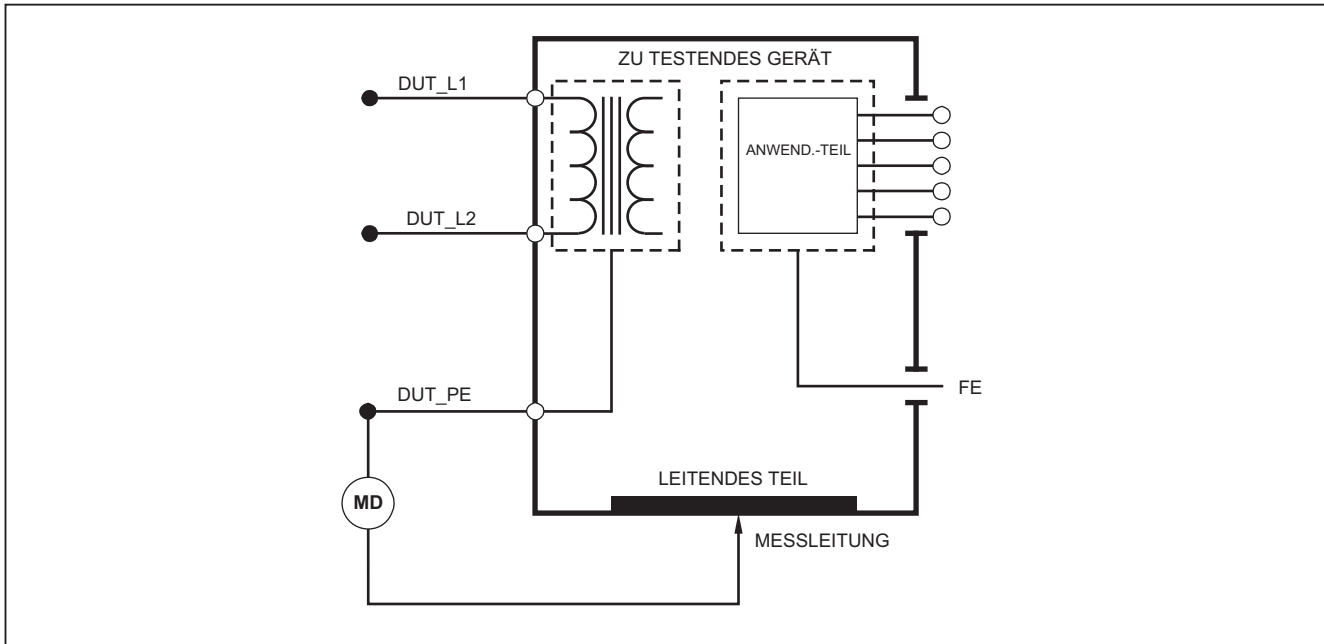 ZU TESTENDES GERÄT
DUT_L1
ANWEND.-TEIL
DUT_L2
DUT_PE
FE
LEITENDES TEIL
MD
MESSLEITUNG